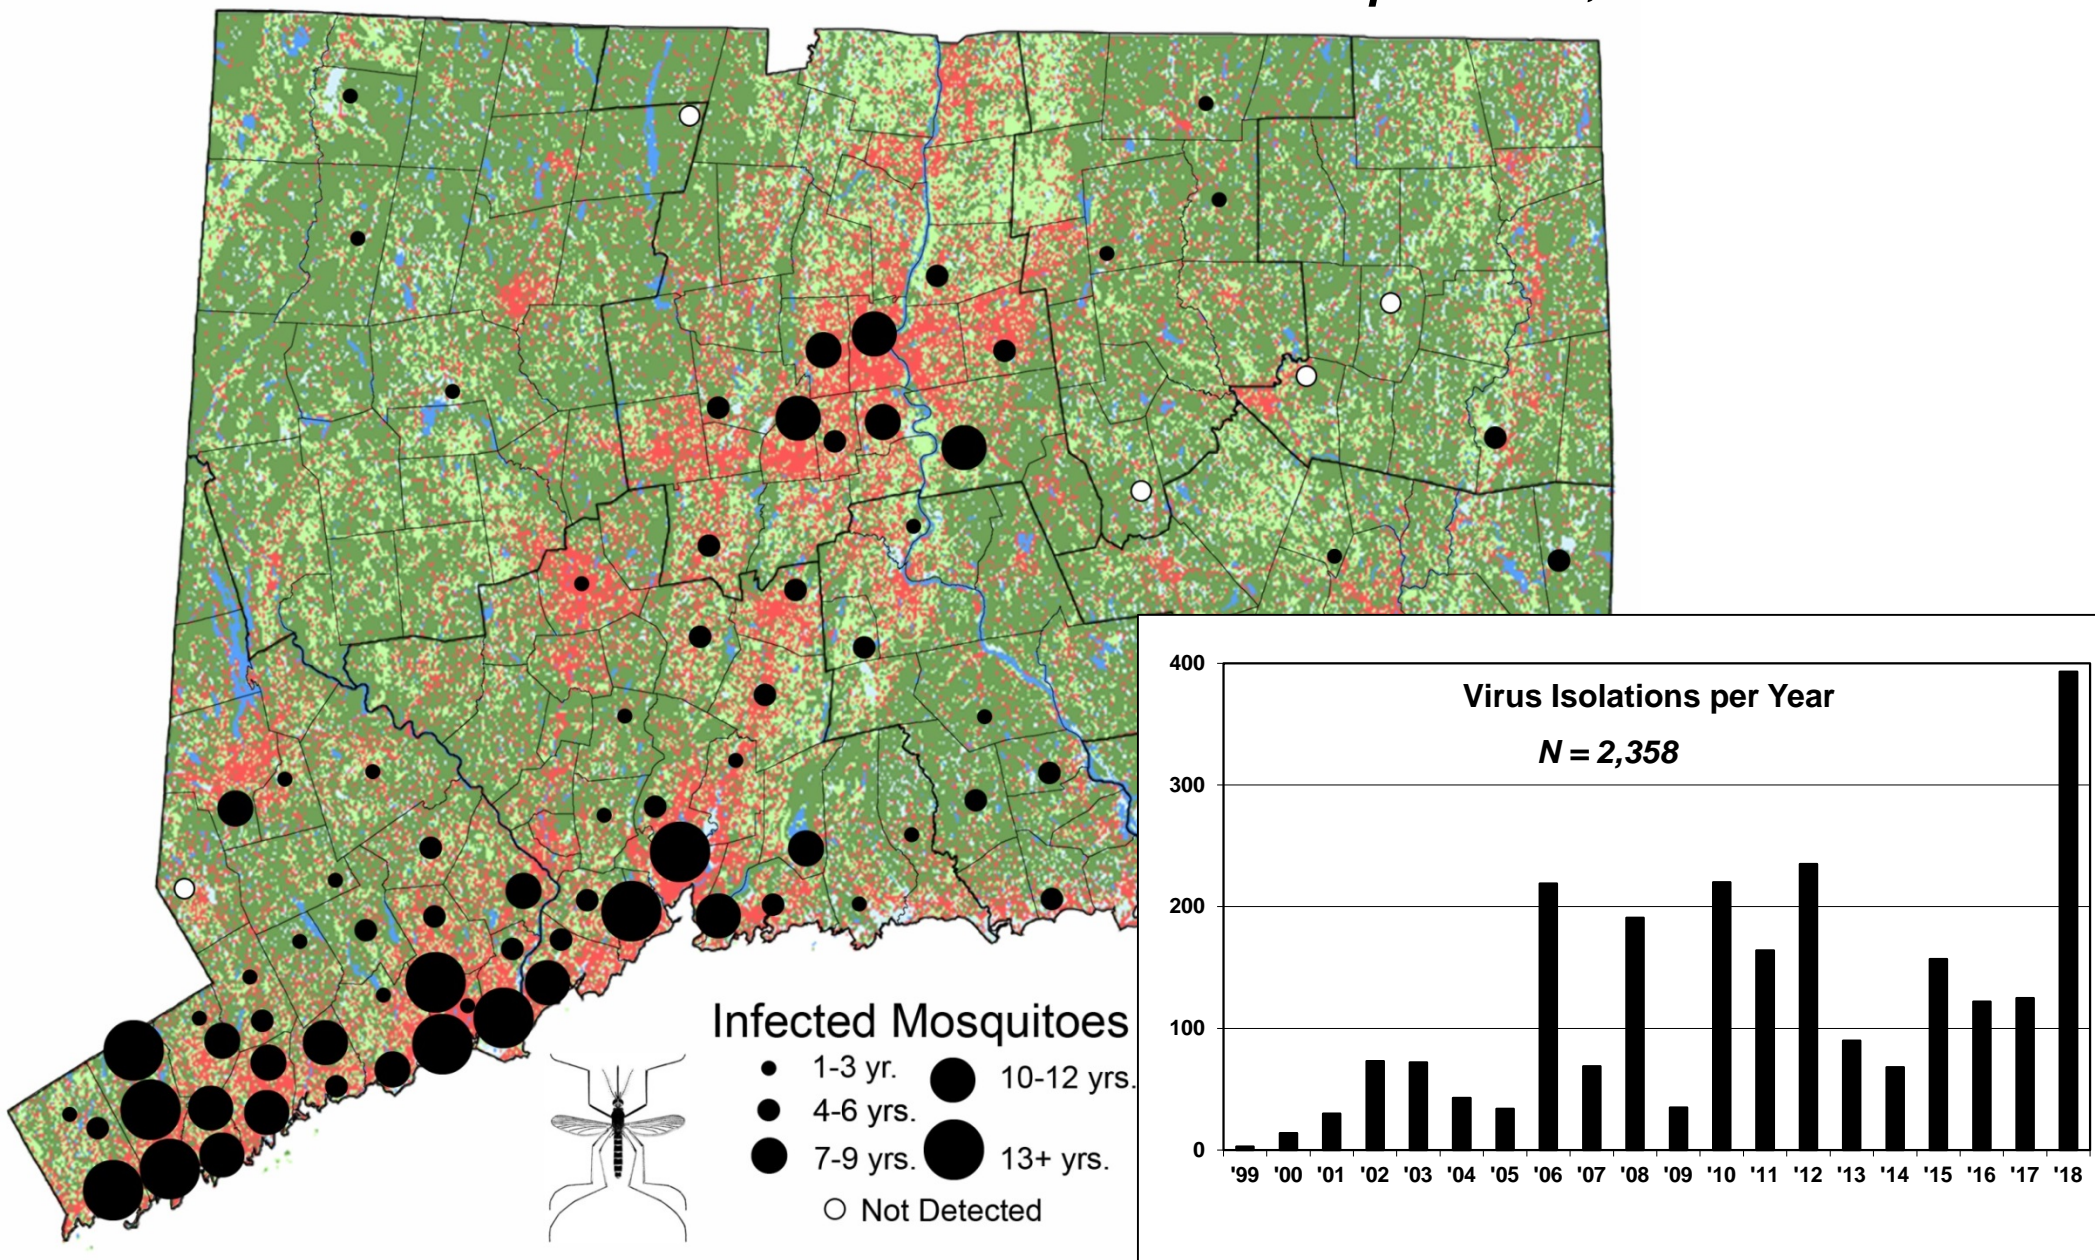 Infected Mosquitoes
1-3 yr.
4-6 yrs.
7-9 yrs.
10-12 yrs.
13+ yrs.
Not Detected
Virus Isolations per Year
N = 2,358
400
300
200
100
0
'99 '00 '01 '02 '03 '04 '05 '06 '07 '08 '09 '10 '11 '12 '13 '14 '15 '16 '17 '18